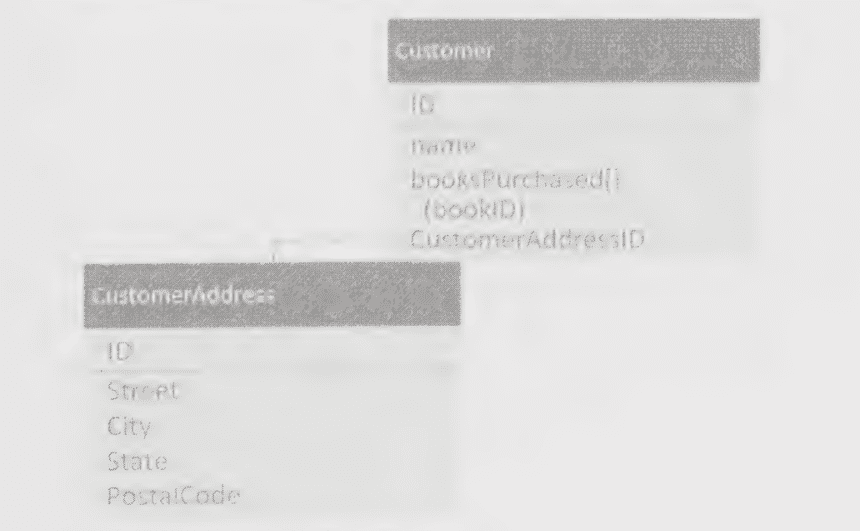 Customer
ID
name
booksPurchased[]
(bookID)
CustomerAddressID
CustomerAddress
ID
Street
City
State
PostalCode